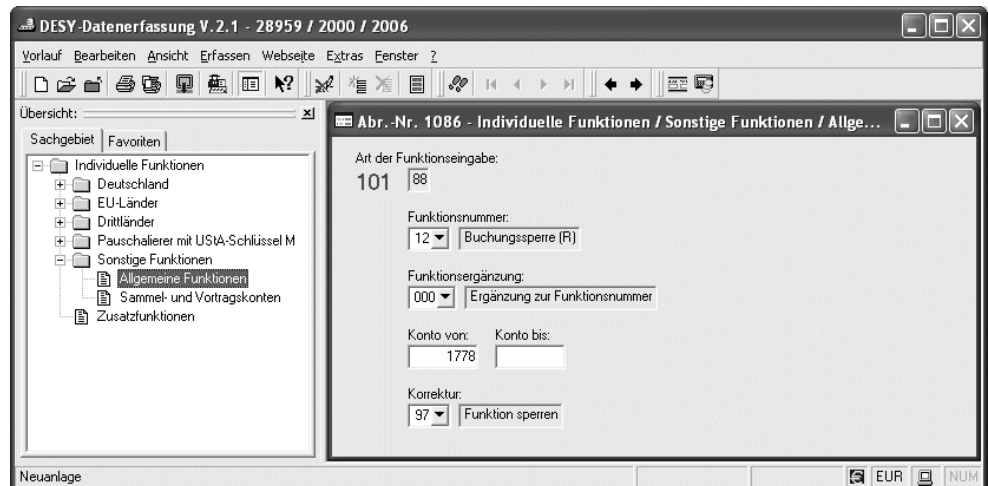 DESY-Datenerfassung V.2.1 - 28959 / 2000 / 2006
Vorlauf Bearbeiten Ansicht Erfassen Webseite Extras Fenster ?
Übersicht:
Sachgebiet Favoriten
Individuelle Funktionen
Deutschland
EU-Länder
Drittländer
Pauschalierer mit UStA-Schlüssel M
Sonstige Funktionen
Allgemeine Funktionen
Sammel- und Vortragskonten
Zusatzfunktionen
Abr.-Nr. 1086 - Individuelle Funktionen / Sonstige Funktionen / Allge...
Art der Funktionseingabe:
101 88
Funktionsnummer:
12 Buchungssperre (R)
Funktionsergänzung:
000 Ergänzung zur Funktionsnummer
Konto von: Konto bis:
1778
Korrektur:
97 Funktion sperren
Neuanlage EUR NUM